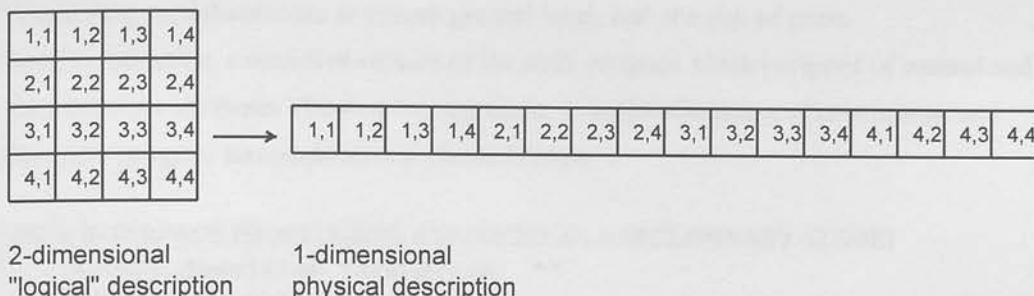 1,1 1,2 1,3 1,4
2,1 2,2 2,3 2,4
3,1 3,2 3,3 3,4
4,1 4,2 4,3 4,4
1,1 1,2 1,3 1,4 2,1 2,2 2,3 2,4 3,1 3,2 3,3 3,4 4,1 4,2 4,3 4,4
2-dimensional
"logical" description
1-dimensional
physical description